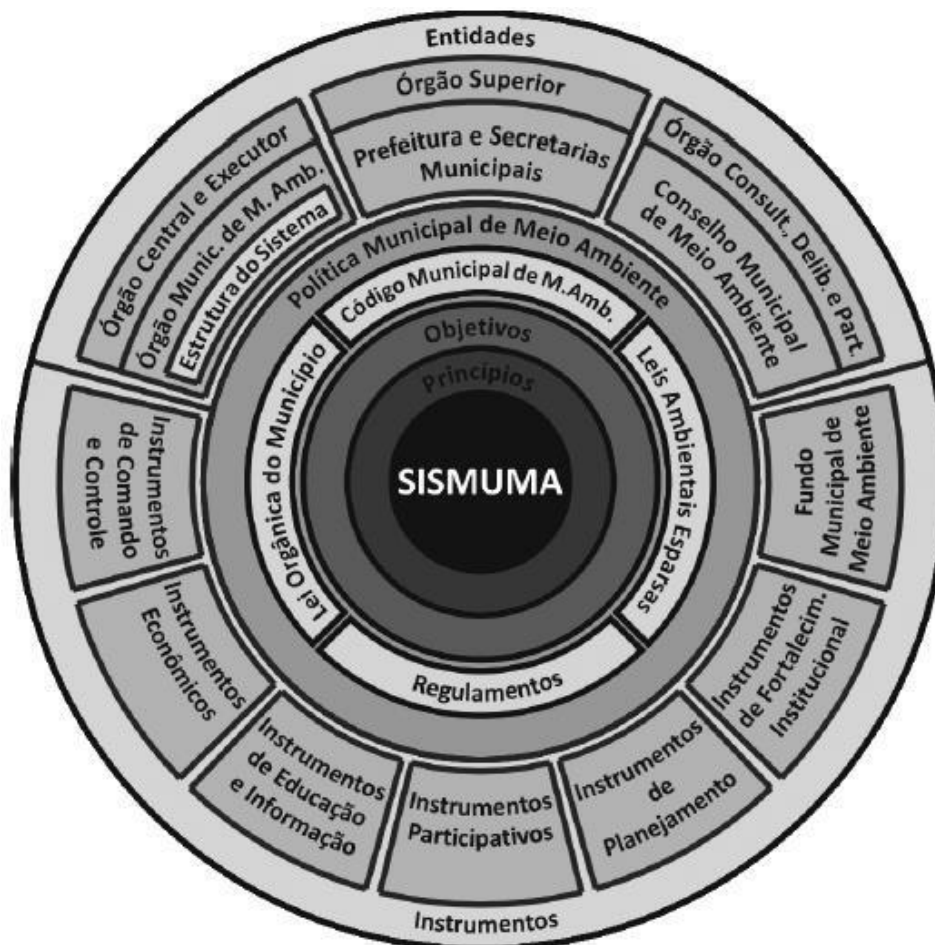 Entidades
Órgão Superior
Prefeitura e Secretarias
Municipais
Órgão Central e Executor
Órgão Munic. de M. Amb.
Estrutura do Sistema
Órgão Consult., Delib. e Part.
Conselho Municipal
de Meio Ambiente
Política Municipal de Meio Ambiente
Código Municipal de M.Amb.
Lei Orgânica do Município
Leis Ambientais Esparsas
Regulamentos
Objetivos
Princípios
SISMUMA
Instrumentos
de Comando
e Controle
Instrumentos
Econômicos
Instrumentos
de Educação
e Informação
Instrumentos
Participativos
Instrumentos
de
Planejamento
Instrumentos
de Fortalecim.
Institucional
Fundo
Municipal de
Meio Ambiente
Instrumentos